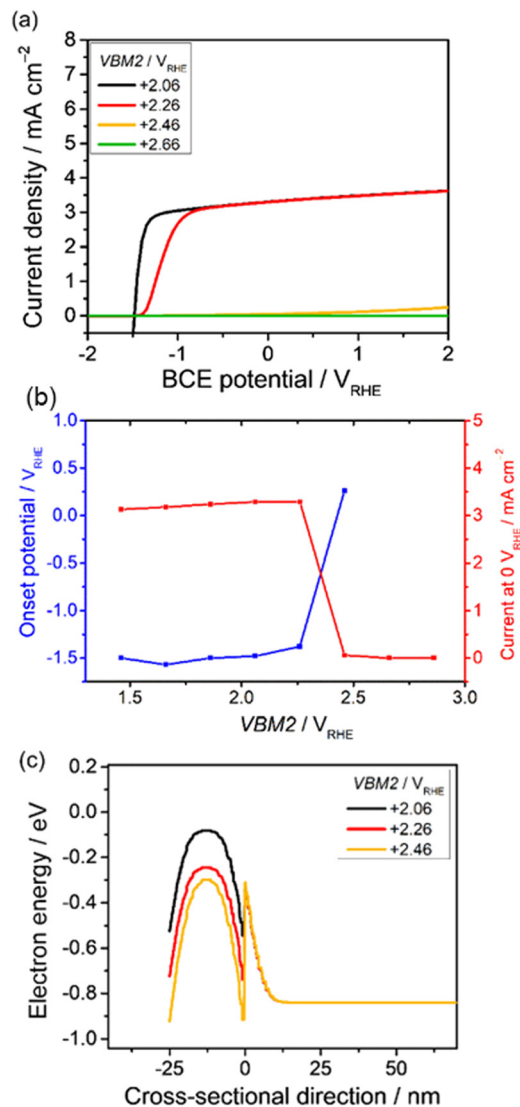 (a)
Current density / mA cm⁻²
8
7
6
5
4
3
2
1
0
VBM2 / V_RHE
+2.06
+2.26
+2.46
+2.66
-2 -1 0 1 2
BCE potential / V_RHE
(b)
Onset potential / V_RHE
1.0
0.5
0.0
-0.5
-1.0
-1.5
5
4
3
2
1
0
Current at 0 V_RHE / mA cm⁻²
1.5 2.0 2.5 3.0
VBM2 / V_RHE
(c)
Electron energy / eV
0.2
0.0
-0.2
-0.4
-0.6
-0.8
-1.0
VBM2 / V_RHE
+2.06
+2.26
+2.46
-25 0 25 50
Cross-sectional direction / nm